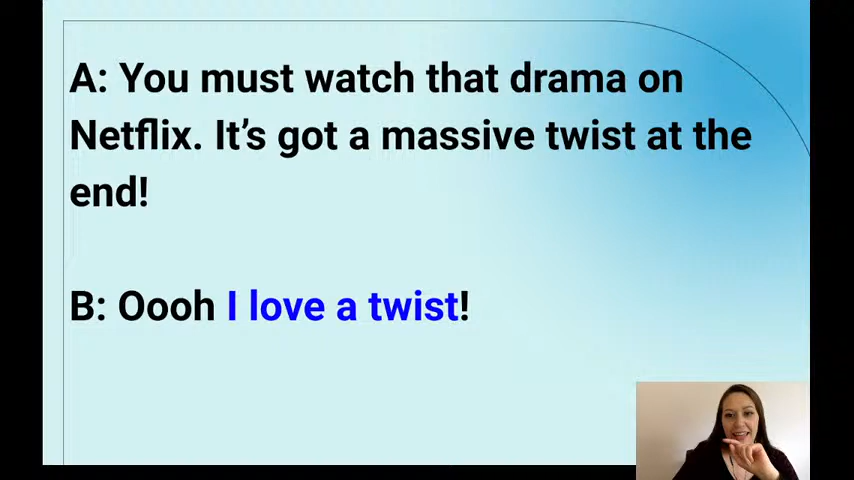 A: You must watch that drama on
Netflix. It’s got a massive twist at the
end!
B: Oooh I love a twist!